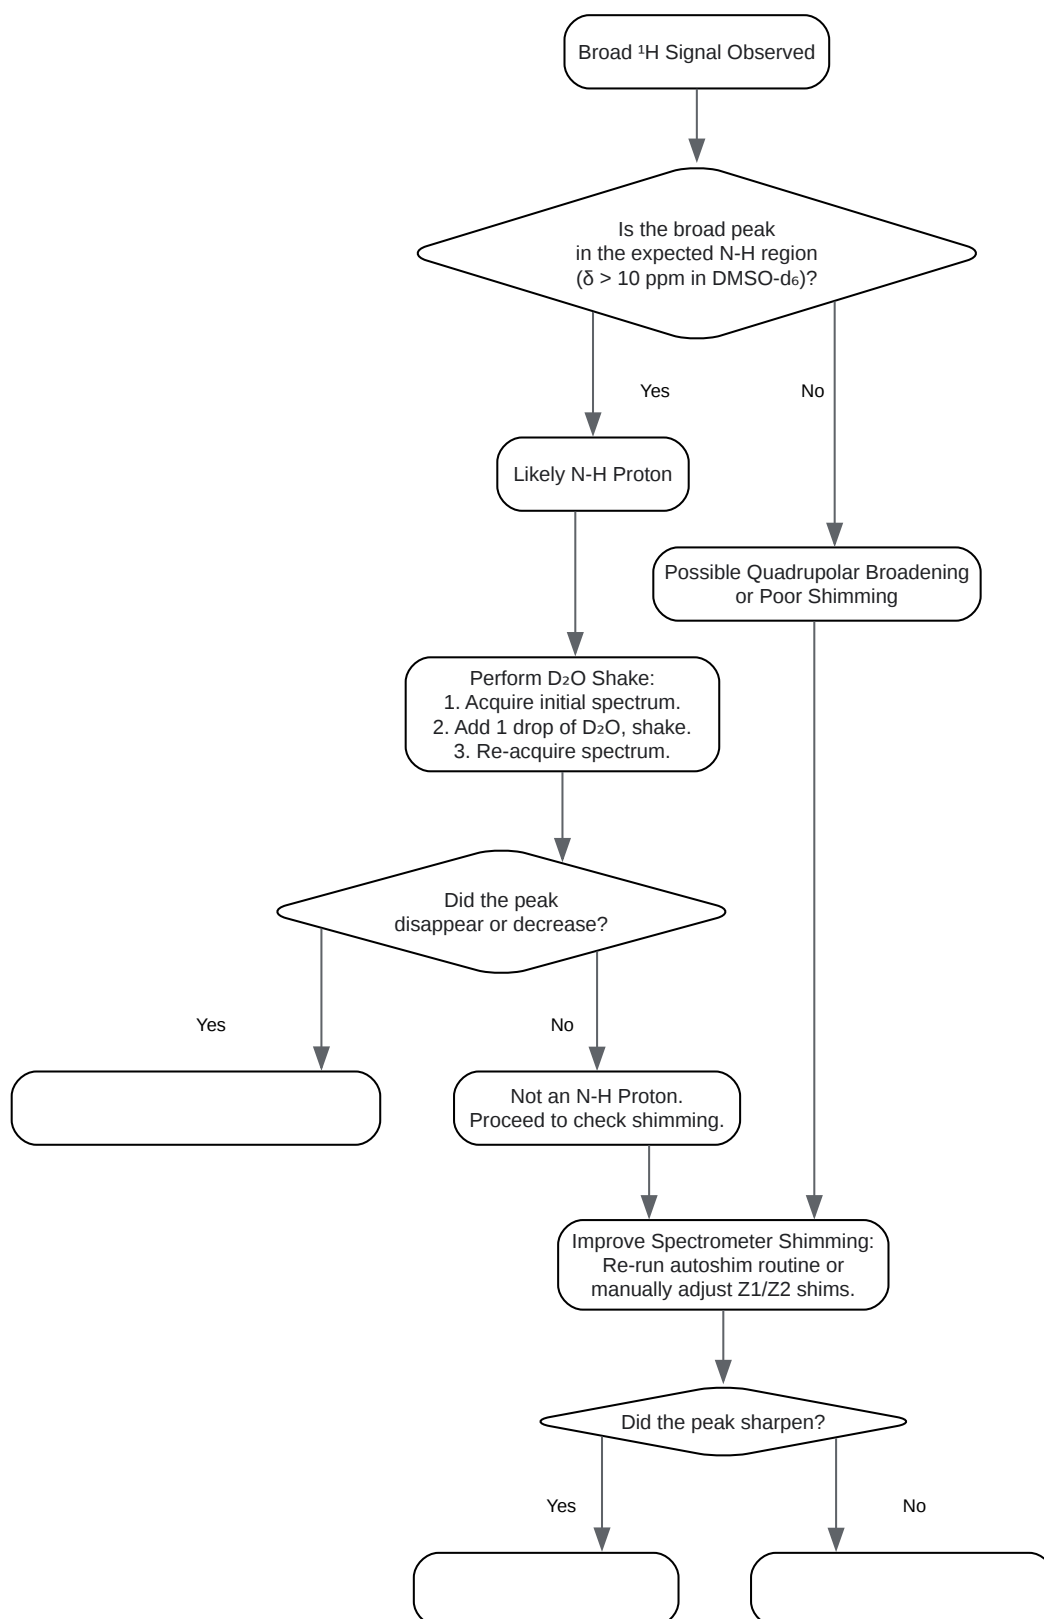 Broad ¹H Signal Observed
Is the broad peak
in the expected N-H region
(δ > 10 ppm in DMSO-d₆)?
Yes
No
Likely N-H Proton
Possible Quadrupolar Broadening
or Poor Shimming
Perform D₂O Shake:
1. Acquire initial spectrum.
2. Add 1 drop of D₂O, shake.
3. Re-acquire spectrum.
Did the peak
disappear or decrease?
Yes
No
Not an N-H Proton.
Proceed to check shimming.
Improve Spectrometer Shimming:
Re-run autoshim routine or
manually adjust Z1/Z2 shims.
Did the peak sharpen?
Yes
No